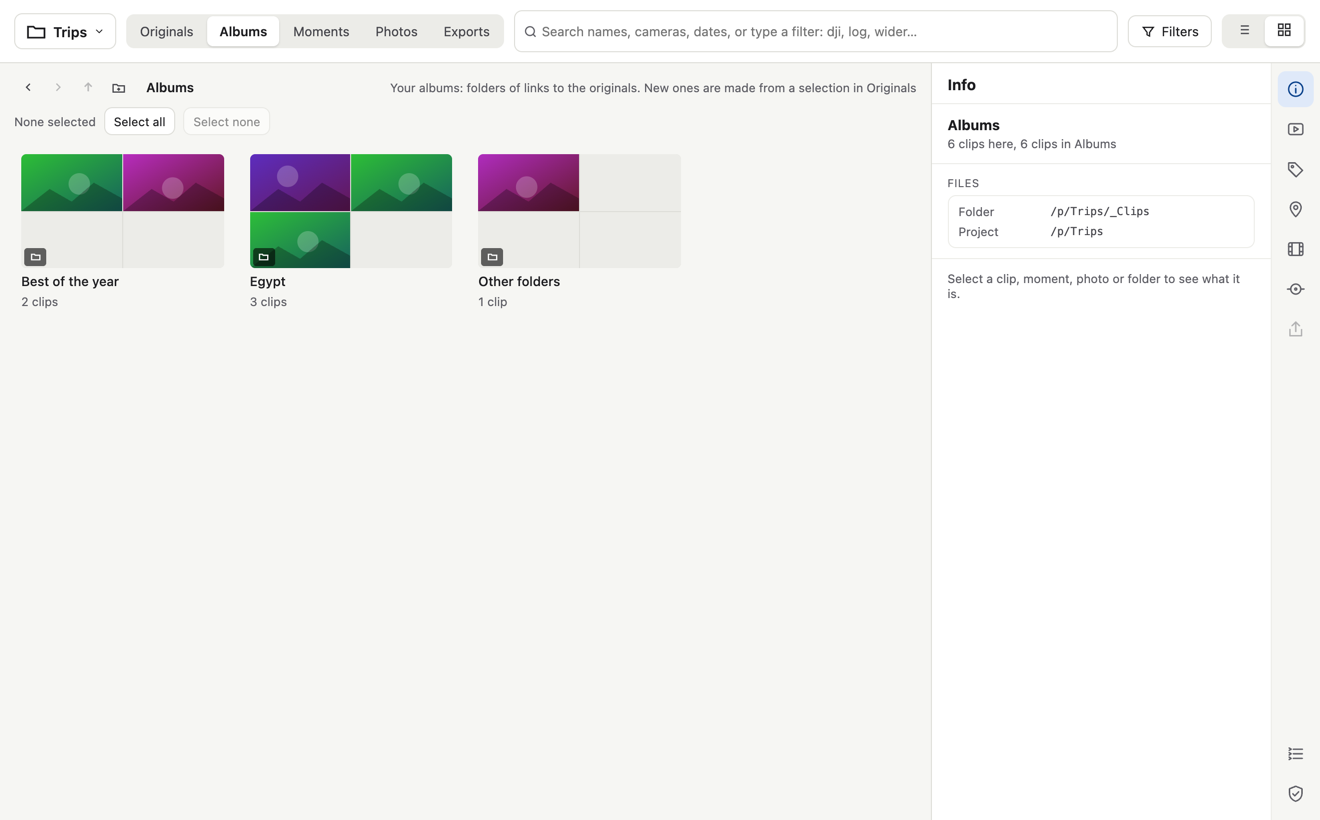 Trips
Originals
Albums
Moments
Photos
Exports
Search names, cameras, dates, or type a filter: dji, log, wider...
Filters
Albums
Your albums: folders of links to the originals. New ones are made from a selection in Originals
None selected
Select all
Select none
Best of the year
2 clips
Egypt
3 clips
Other folders
1 clip
Info
Albums
6 clips here, 6 clips in Albums
FILES
Folder /p/Trips/_Clips
Project /p/Trips
Select a clip, moment, photo or folder to see what it
is.